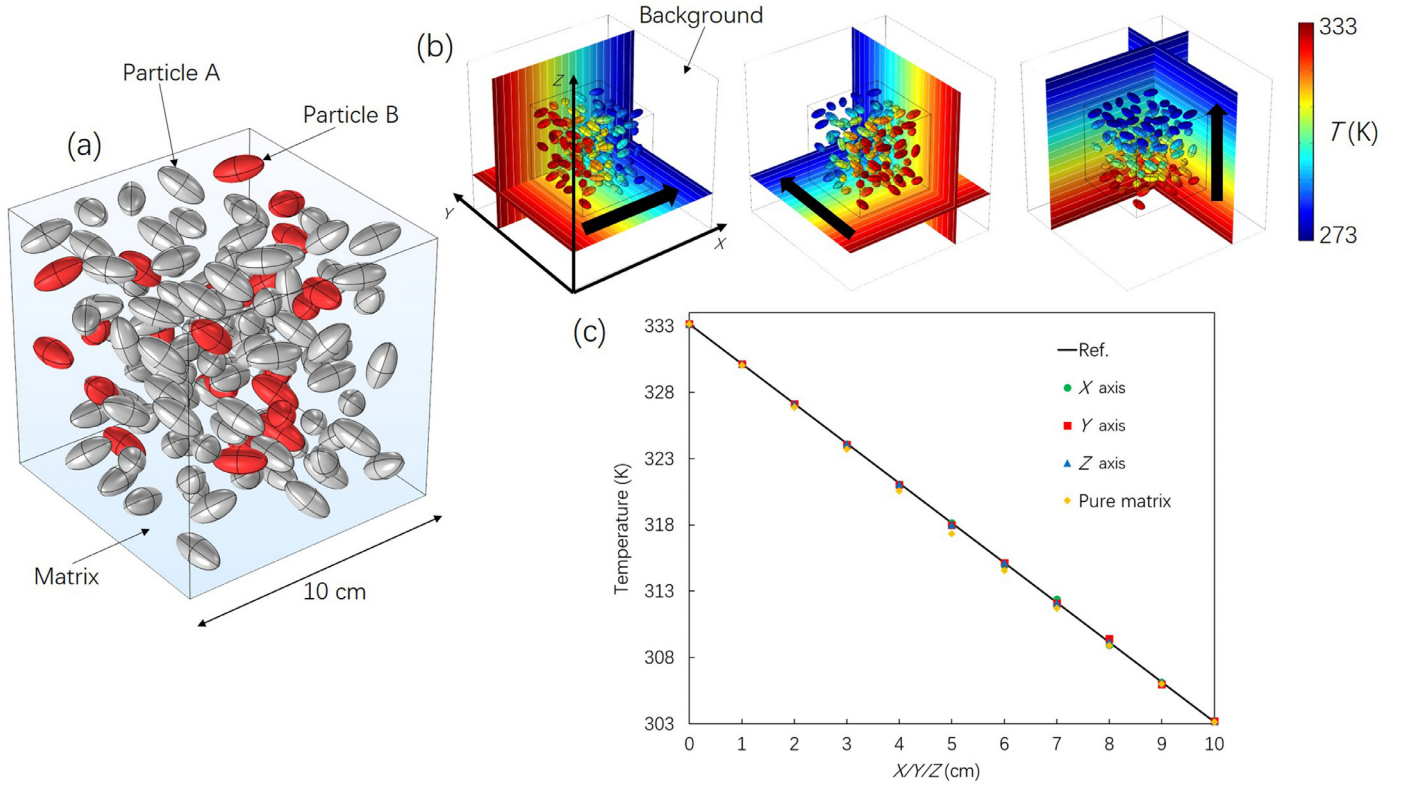 (a)
Particle A
Particle B
Matrix
10 cm
(b)
Background
Z
Y
X
333
T (K)
273
(c)
333
328
323
318
313
308
303
Temperature (K)
Ref.
X axis
Y axis
Z axis
Pure matrix
0 1 2 3 4 5 6 7 8 9 10
X/Y/Z (cm)